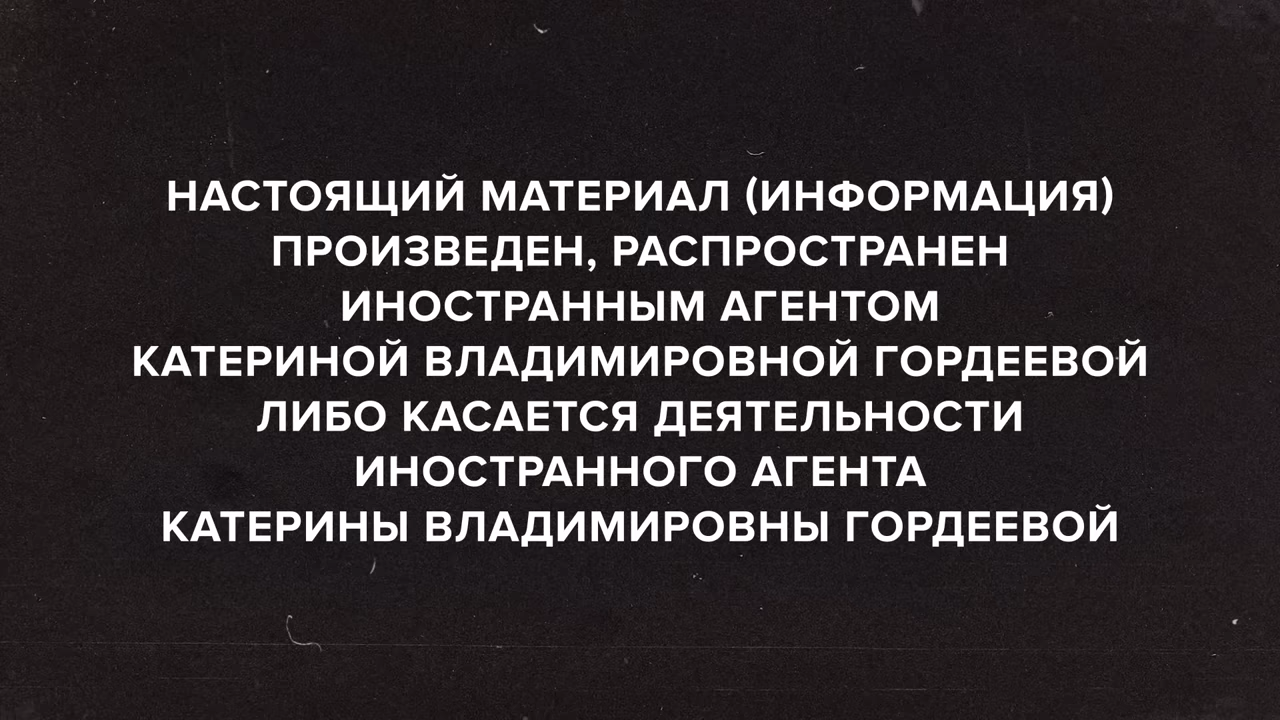 НАСТОЯЩИЙ МАТЕРИАЛ (ИНФОРМАЦИЯ)
ПРОИЗВЕДЕН, РАСПРОСТРАНЕН
ИНОСТРАННЫМ АГЕНТОМ
КАТЕРИНОЙ ВЛАДИМИРОВНОЙ ГОРДЕЕВОЙ
ЛИБО КАСАЕТСЯ ДЕЯТЕЛЬНОСТИ
ИНОСТРАННОГО АГЕНТА
КАТЕРИНЫ ВЛАДИМИРОВНЫ ГОРДЕЕВОЙ